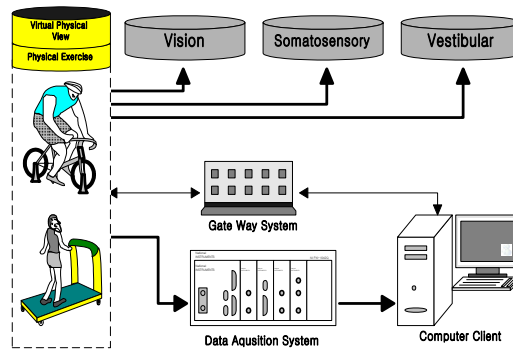 Virtual Physical
View
Physical Exercise
Vision
Somatosensory
Vestibular
Gate Way System
Data Aqusition System
Computer Client